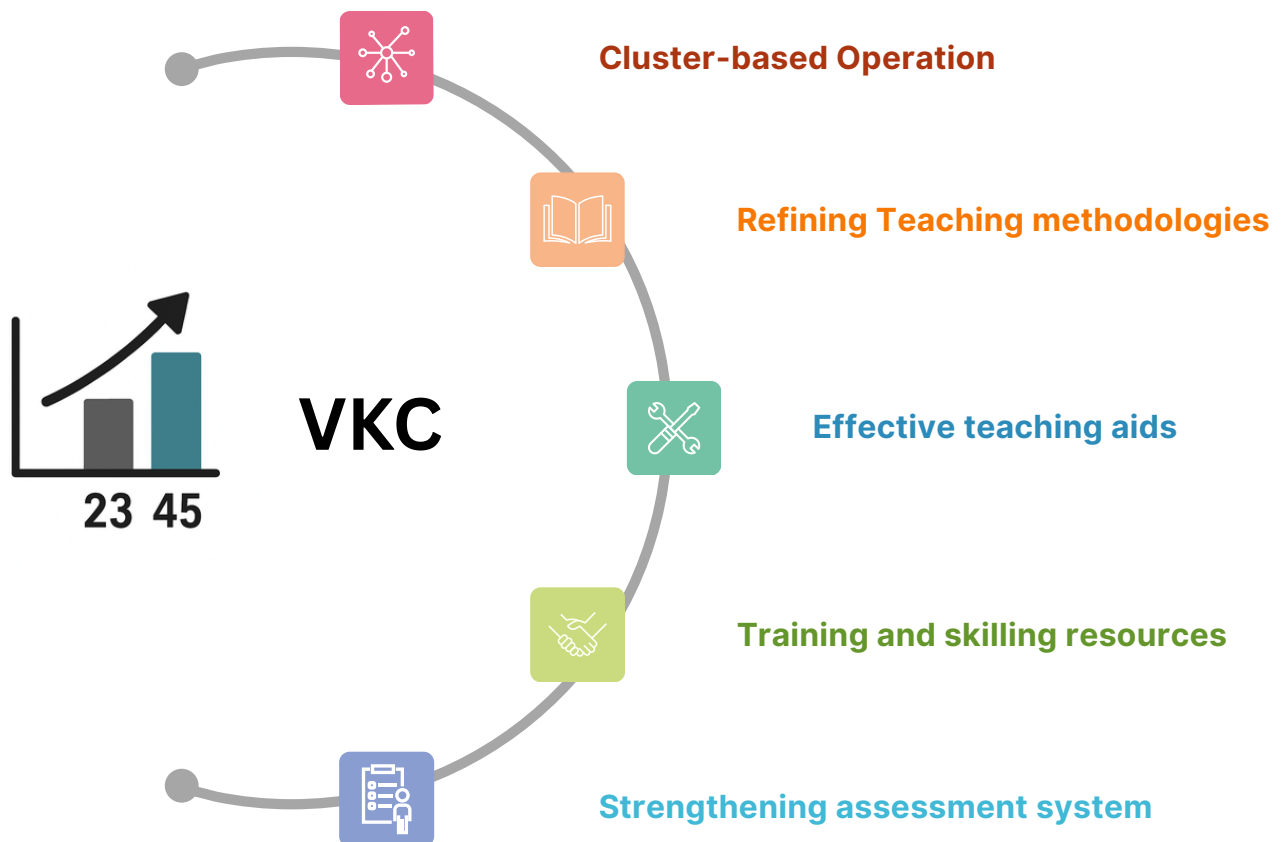 Cluster-based Operation
Refining Teaching methodologies
VKC
Effective teaching aids
23 45
Training and skilling resources
Strengthening assessment system